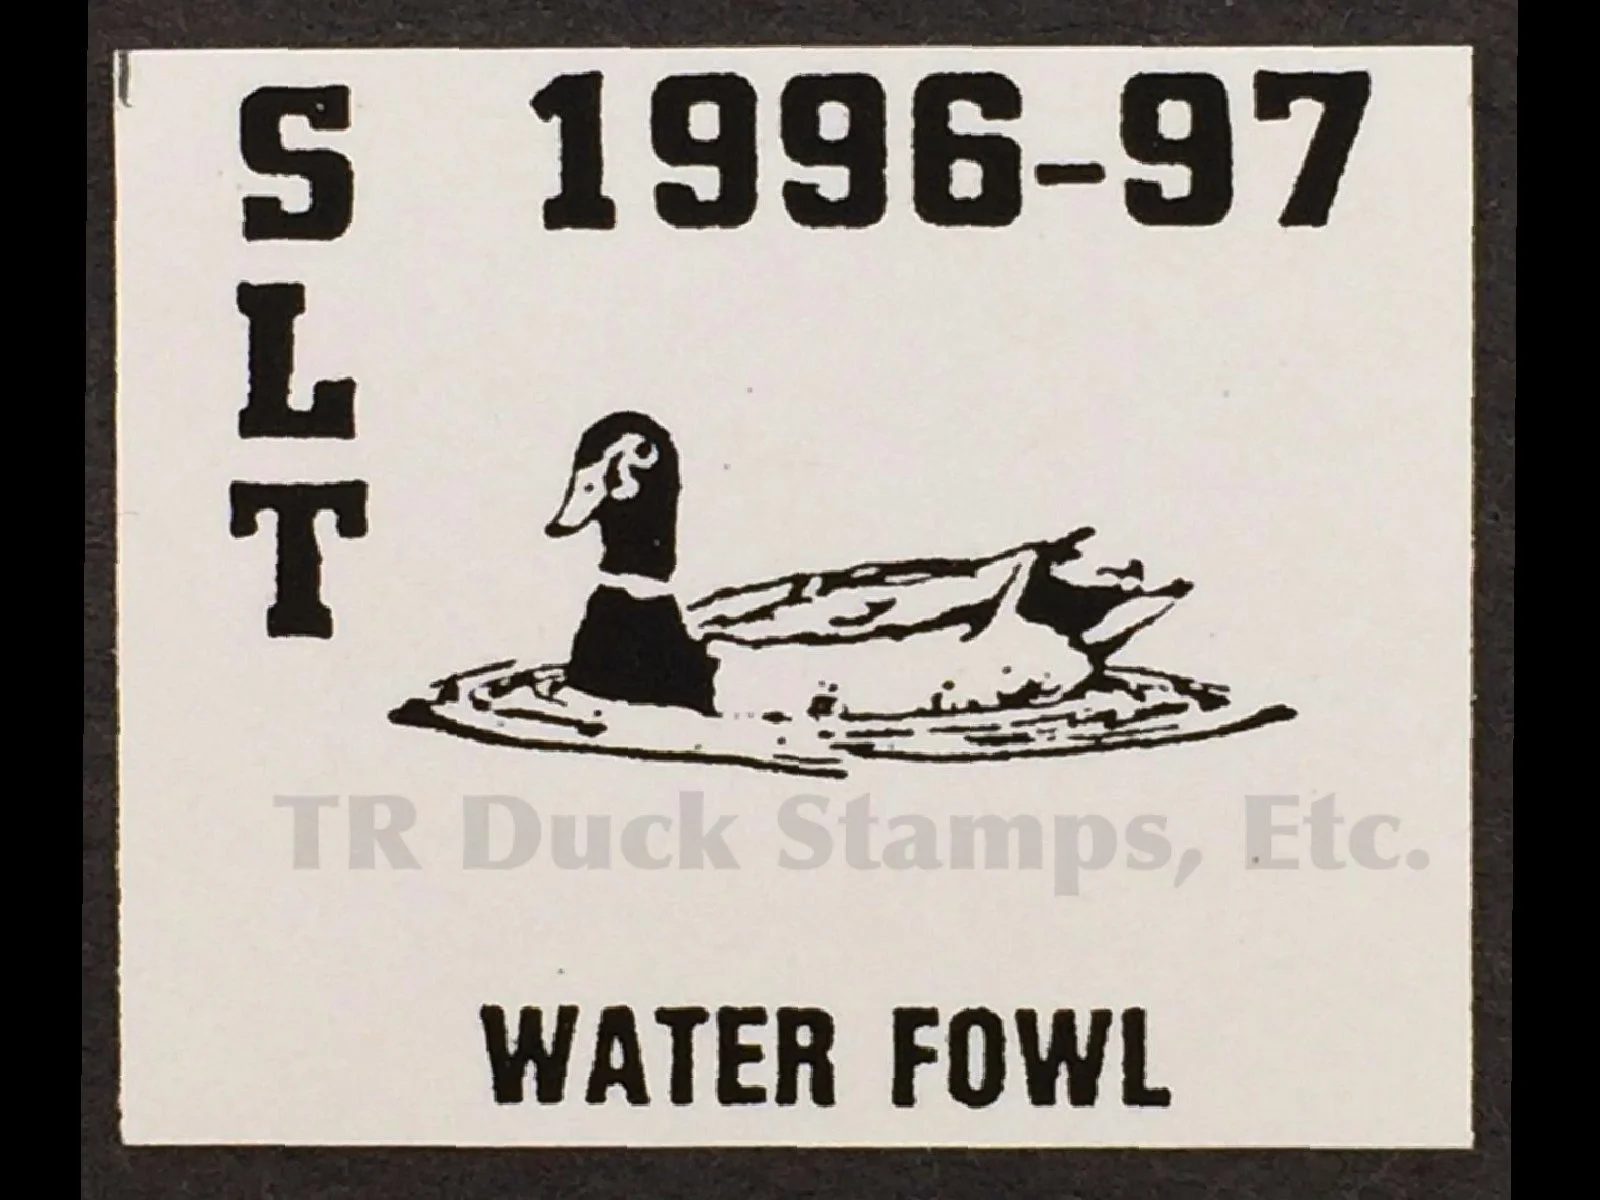 S
L
T
1996-97
TR Duck Stamps, Etc.
WATER FOWL